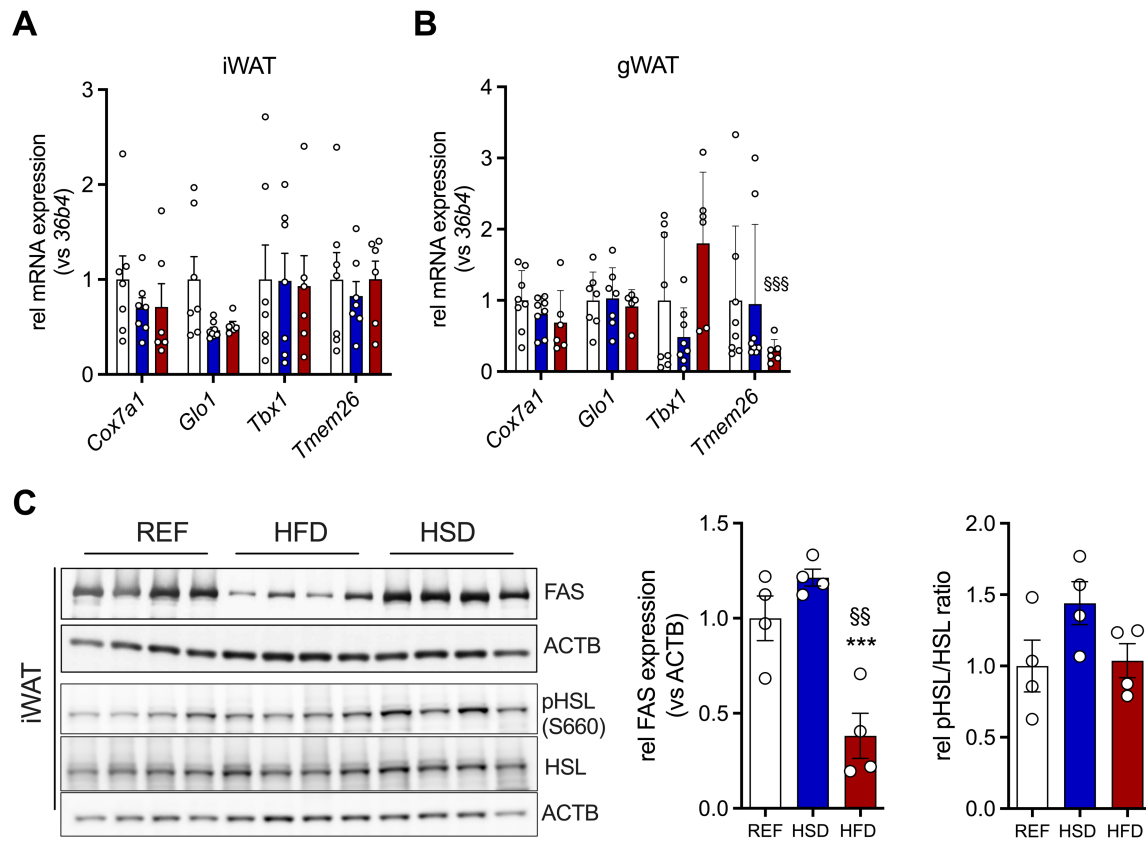 A
iWAT
rel mRNA expression
(vs 36b4)
3
2
1
0
Cox7a1
Glo1
Tbx1
Tmem26
B
gWAT
rel mRNA expression
(vs 36b4)
4
3
2
1
0
§§§
Cox7a1
Glo1
Tbx1
Tmem26
C
REF HFD HSD
iWAT
FAS
ACTB
pHSL
(S660)
HSL
ACTB
rel FAS expression
(vs ACTB)
1.5
1.0
0.5
0.0
§§
***
REF HSD HFD
rel pHSL/HSL ratio
2.0
1.5
1.0
0.5
0.0
REF HSD HFD